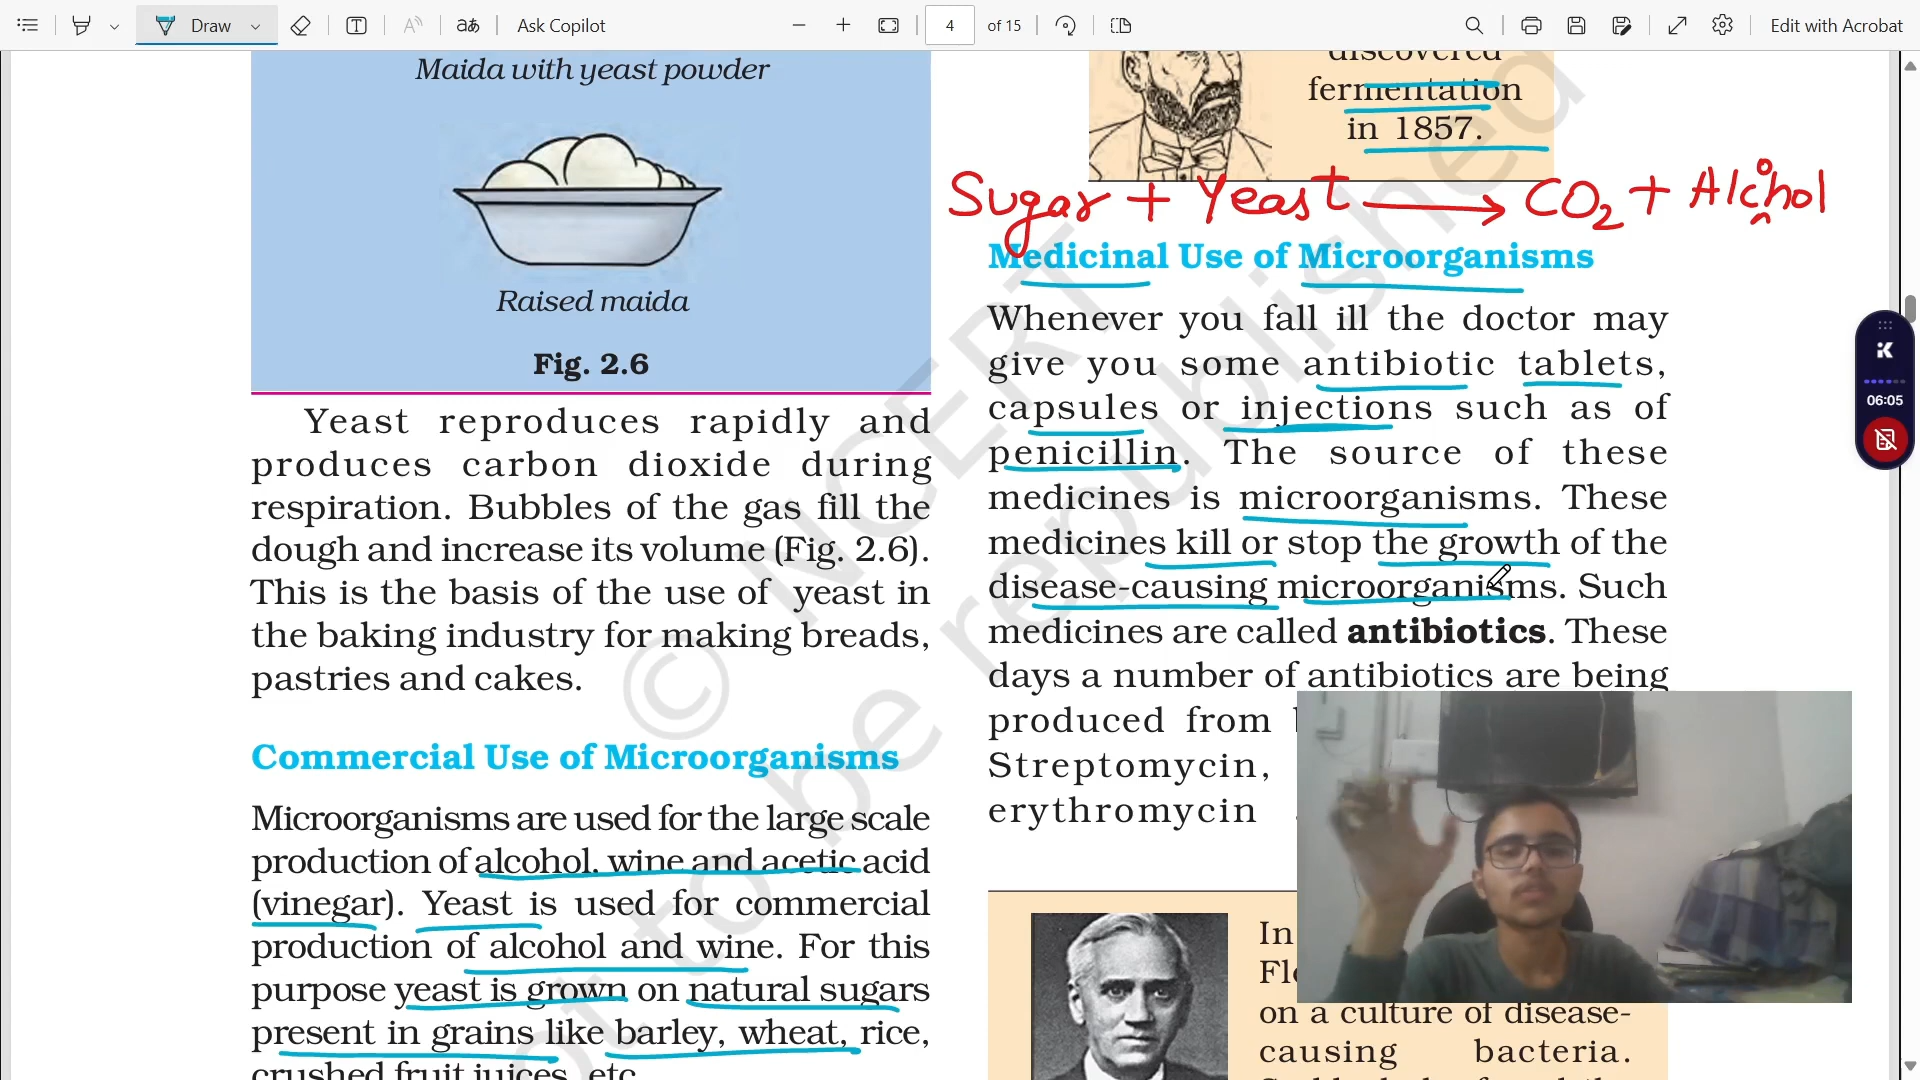 Draw
Ask Copilot
4 of 15
Edit with Acrobat
Maida with yeast powder
Raised maida
Fig. 2.6
Yeast reproduces rapidly and
produces carbon dioxide during
respiration. Bubbles of the gas fill the
dough and increase its volume (Fig. 2.6).
This is the basis of the use of yeast in
the baking industry for making breads,
pastries and cakes.
Commercial Use of Microorganisms
Microorganisms are used for the large scale
production of alcohol, wine and acetic acid
(vinegar). Yeast is used for commercial
production of alcohol and wine. For this
purpose yeast is grown on natural sugars
present in grains like barley, wheat, rice,
crushed fruit juices, etc.
discovered
fermentation
in 1857.
Sugar + Yeast → CO2 + Alcohol
Medicinal Use of Microorganisms
Whenever you fall ill the doctor may
give you some antibiotic tablets,
capsules or injections such as of
penicillin. The source of these
medicines is microorganisms. These
medicines kill or stop the growth of the
disease-causing microorganisms. Such
medicines are called antibiotics. These
days a number of antibiotics are being
produced from
Streptomycin,
erythromycin
In
on a culture of disease-
causing bacteria.
06:05
© NCERT
not to be republished